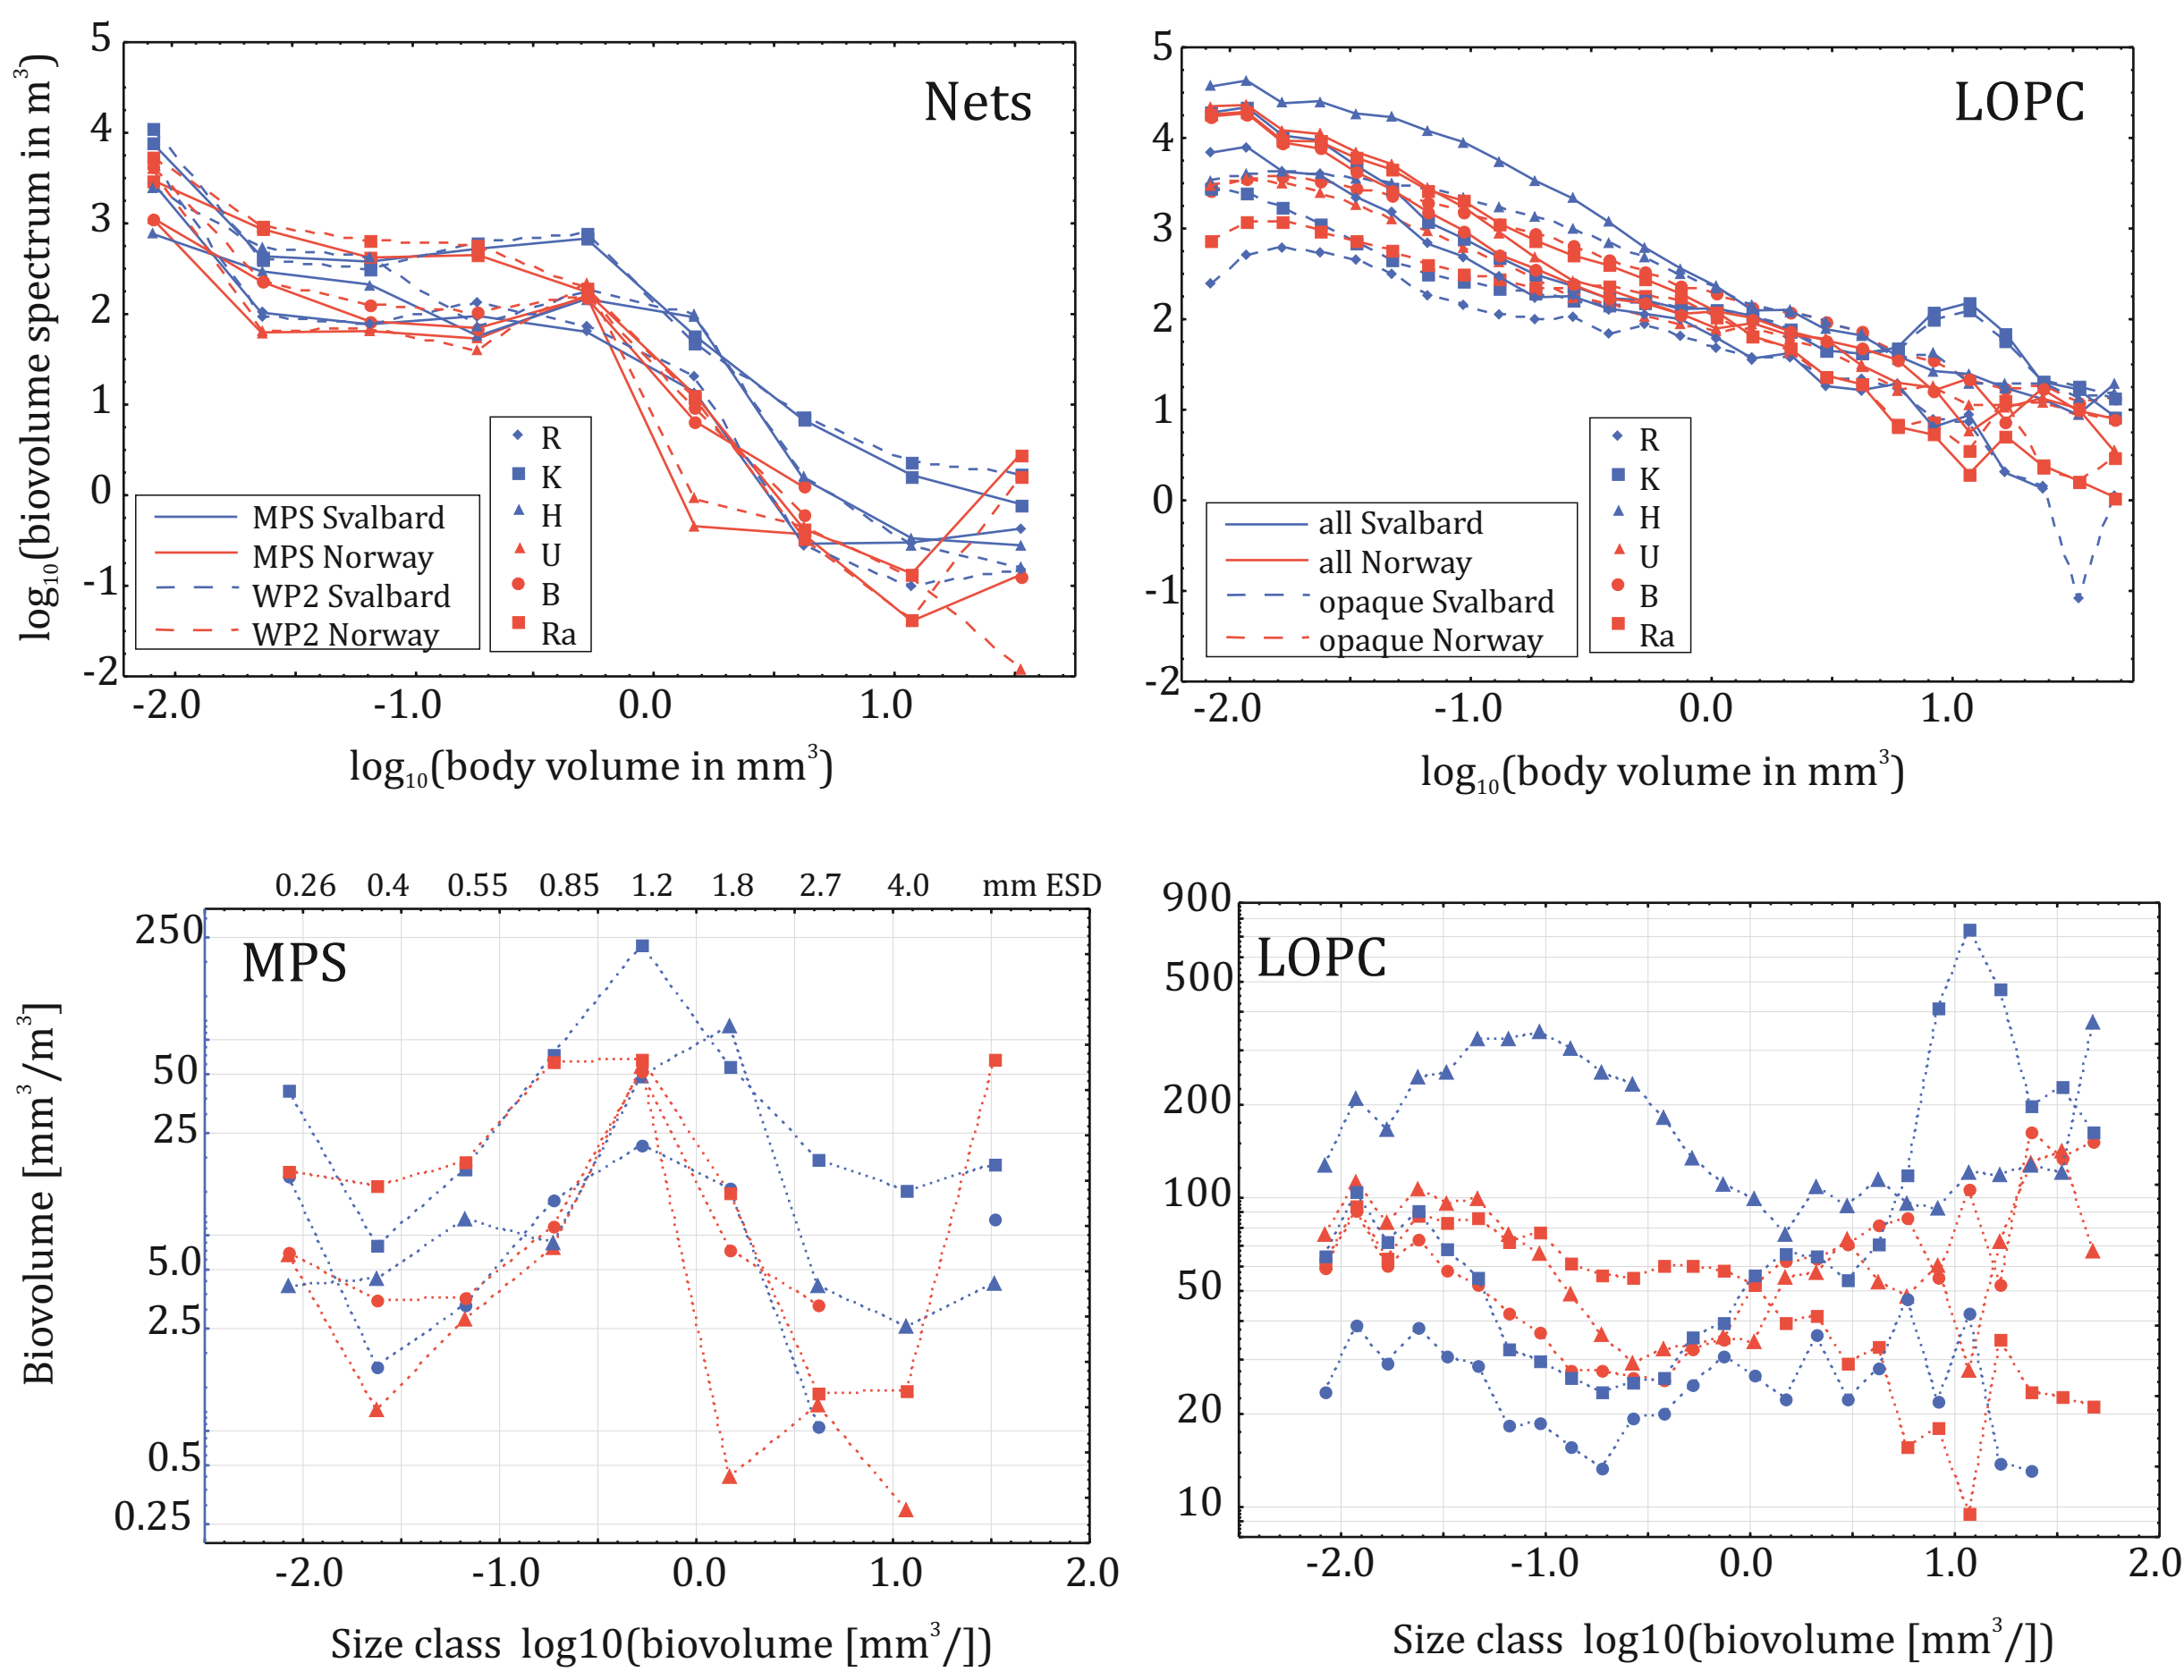 Nets
log10(biovolume spectrum in m3)
5
4
3
2
1
0
-1
-2
R
K
H
U
B
Ra
MPS Svalbard
MPS Norway
WP2 Svalbard
WP2 Norway
-2.0 -1.0 0.0 1.0
log10(body volume in mm3)
LOPC
5
4
3
2
1
0
-1
-2
R
K
H
U
B
Ra
all Svalbard
all Norway
opaque Svalbard
opaque Norway
-2.0 -1.0 0.0 1.0
log10(body volume in mm3)
0.26 0.4 0.55 0.85 1.2 1.8 2.7 4.0 mm ESD
MPS
Biovolume [mm3/m3]
250
50
25
5.0
2.5
0.5
0.25
-2.0 -1.0 0.0 1.0 2.0
Size class log10(biovolume [mm3/])
LOPC
900
500
200
100
50
20
10
-2.0 -1.0 0.0 1.0 2.0
Size class log10(biovolume [mm3/])